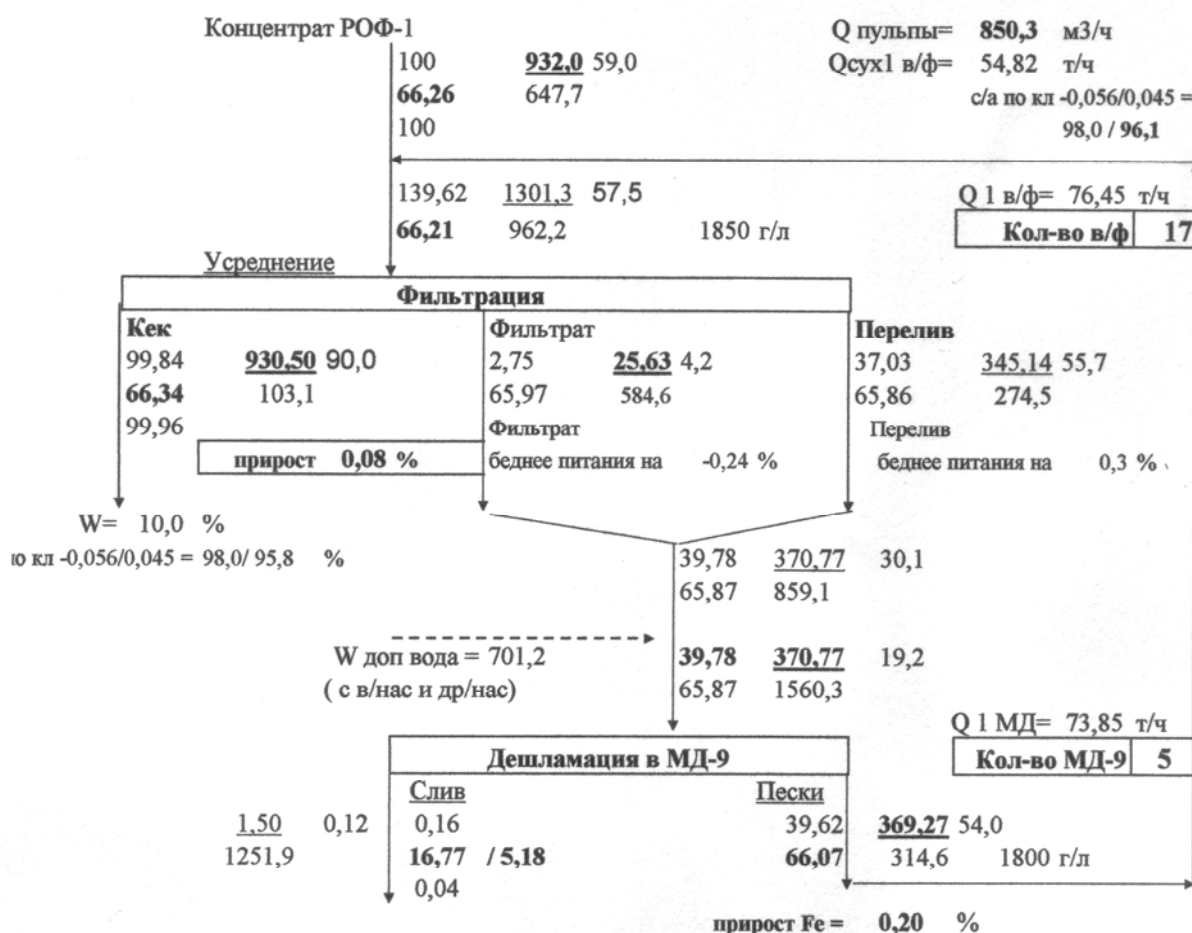 Концентрат РОФ-1 Q пульпы= 850,3 м3/ч
100 932,0 59,0 Qсух1 в/ф= 54,82 т/ч
66,26 647,7 с/а по кл -0,056/0,045 =
100 98,0 / 96,1
139,62 1301,3 57,5 Q 1 в/ф= 76,45 т/ч
66,21 962,2 1850 г/л Кол-во в/ф 17
Усреднение
Фильтрация
Кек Фильтрат Перелив
99,84 930,50 90,0 2,75 25,63 4,2 37,03 345,14 55,7
66,34 103,1 65,97 584,6 65,86 274,5
99,96 Фильтрат Перелив
прирост 0,08 % беднее питания на -0,24 % беднее питания на 0,3 %
W= 10,0 %
ю кл -0,056/0,045 = 98,0/ 95,8 %
39,78 370,77 30,1
65,87 859,1
W доп вода = 701,2 39,78 370,77 19,2
( с в/нас и др/нас) 65,87 1560,3
Q 1 МД= 73,85 т/ч
Дешламация в МД-9 Кол-во МД-9 5
Слив Пески
1,50 0,12 0,16 39,62 369,27 54,0
1251,9 16,77 / 5,18 66,07 314,6 1800 г/л
0,04
прирост Fe = 0,20 %